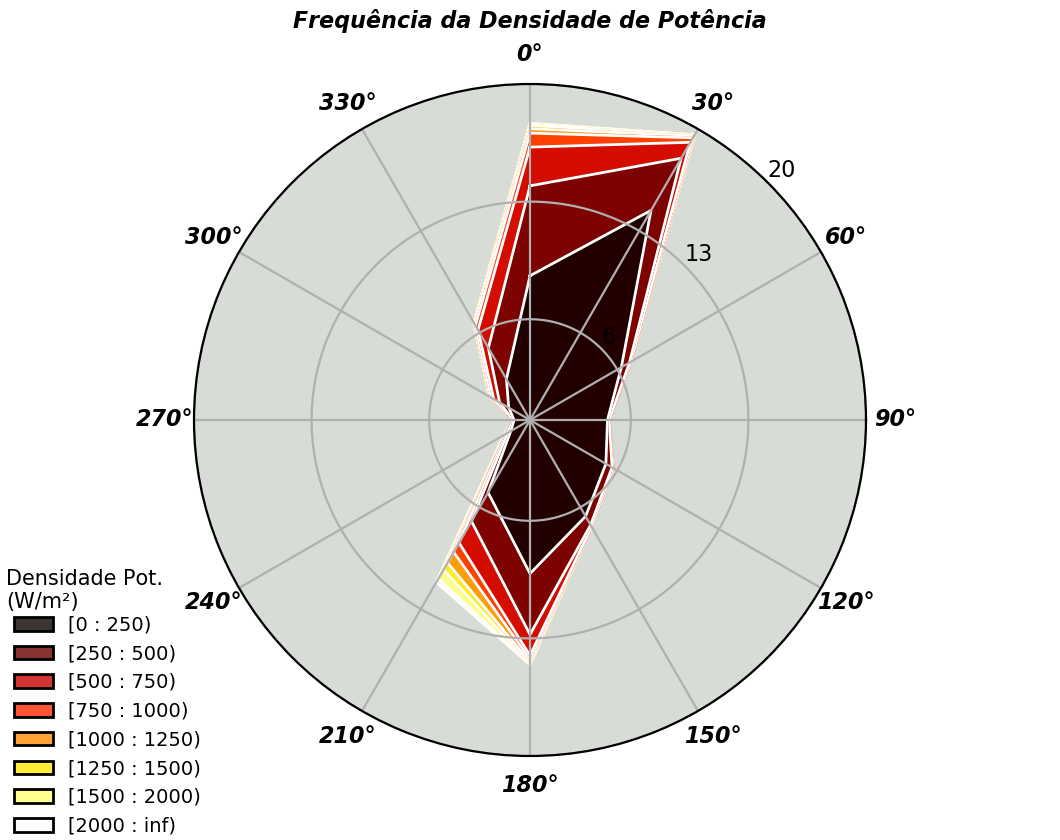 Frequência da Densidade de Potência
0°
330°
30°
20
300°
60°
13
6
270°
90°
240°
120°
210°
150°
180°
Densidade Pot.
(W/m²)
[0 : 250)
[250 : 500)
[500 : 750)
[750 : 1000)
[1000 : 1250)
[1250 : 1500)
[1500 : 2000)
[2000 : inf)